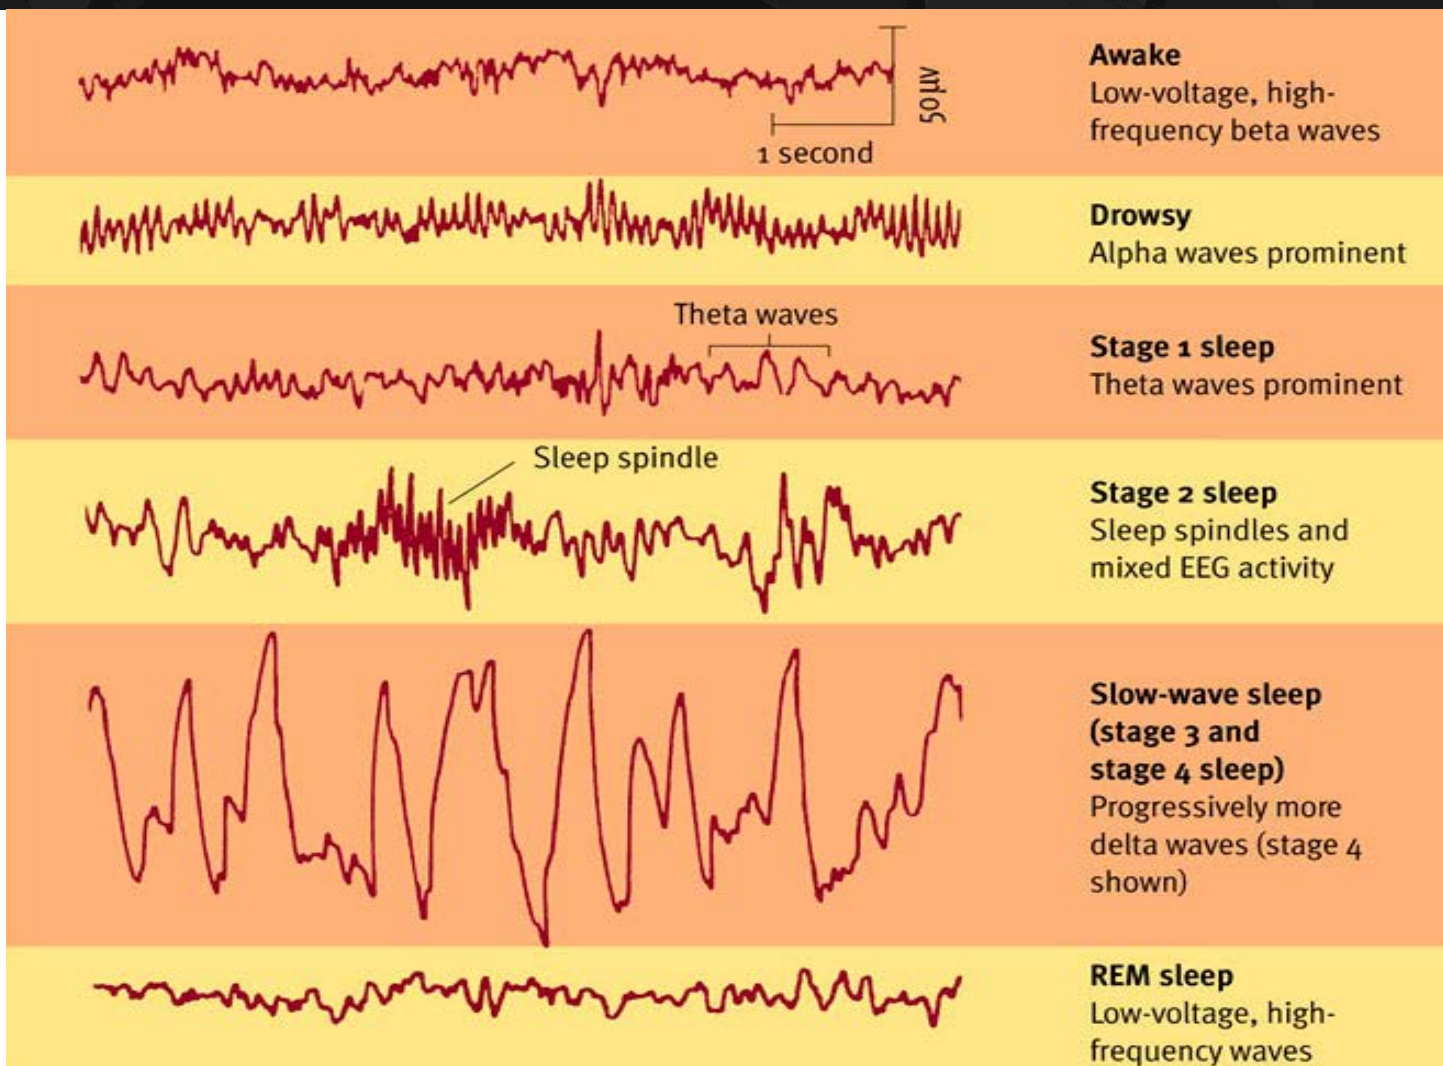 Awake
Low-voltage, high-
frequency beta waves
50μv
1 second
Drowsy
Alpha waves prominent
Theta waves
Stage 1 sleep
Theta waves prominent
Sleep spindle
Stage 2 sleep
Sleep spindles and
mixed EEG activity
Slow-wave sleep
(stage 3 and
stage 4 sleep)
Progressively more
delta waves (stage 4
shown)
REM sleep
Low-voltage, high-
frequency waves